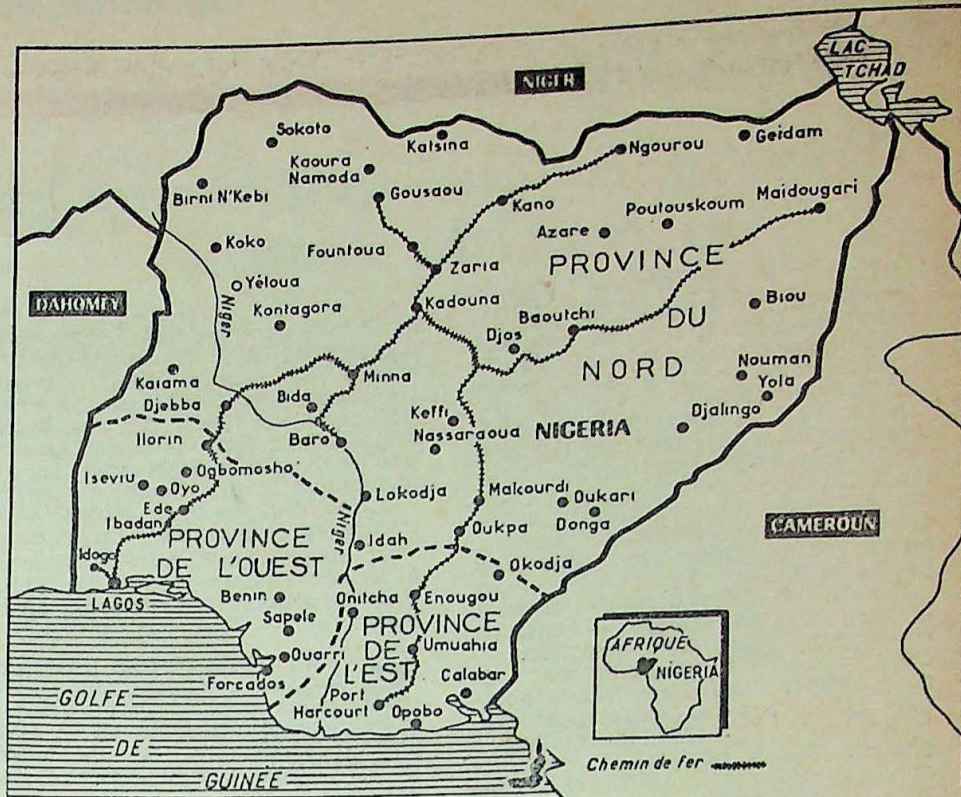 LAC
TCHAD
NIGER
Sokoto
Katsina
Geidam
Kaoura
Namoda
Ngourou
Birni N'Kebi
Gousaou
Kano
Poutouskoum
Maidougari
Azare
Koko
Fountoua
Zaria
PROVINCE
Yéloua
DAHOMEY
Niger
Kontagora
Kadouna
Baoutchi
DU
Biou
Djos
NORD
Kaiama
Minna
Nouman
Yola
Djebba
Bida
Keffi
Djalingo
Ilorin
Baro
Nassaraoua
NIGERIA
Ogbomosho
Iseviu
Oyo
Lokodja
Makourdi
Oukari
Ede
Donga
Ibadan
Niger
CAMEROUN
PROVINCE
DE L'OUEST
Idah
Oukpa
Idogo
Okodja
LAGOS
Benin
Onitcha
Enougou
Sapele
PROVINCE
DE
L'EST
Umuahia
AFRIQUE
NIGERIA
Ouarri
Forcados
Calabar
Port
Harcourt
Opobo
GOLFE
DE
GUINÉE
Chemin de Fer